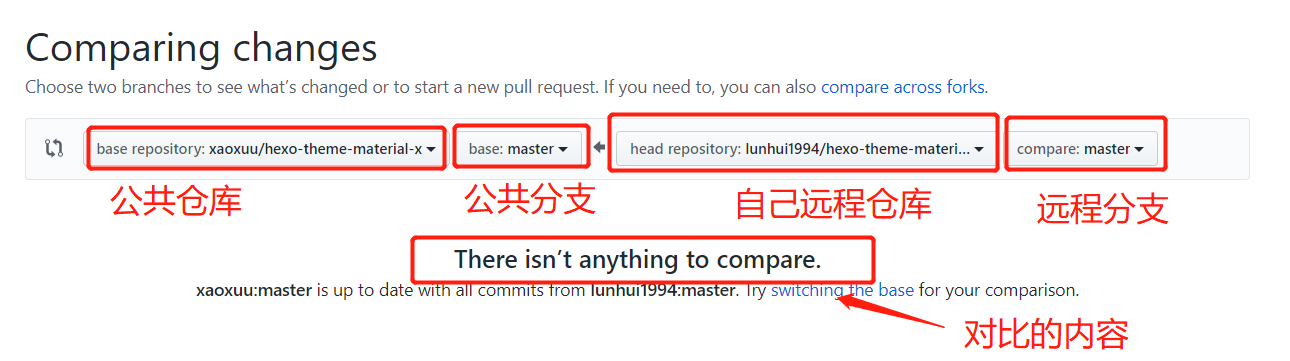 Comparing changes
Choose two branches to see what's changed or to start a new pull request. If you need to, you can also compare across forks.
base repository: xaoxuu/hexo-theme-material-x base: master head repository: lunhui1994/hexo-theme-materi... compare: master
公共仓库 公共分支 自己远程仓库 远程分支
There isn't anything to compare.
xaoxuu:master is up to date with all commits from lunhui1994:master. Try switching the base for your comparison.
对比的内容